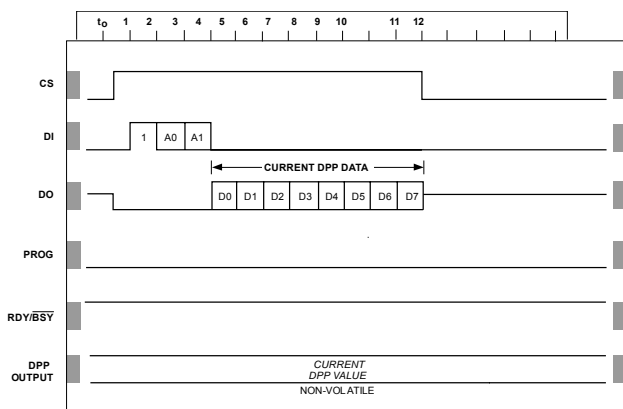 to 1 2 3 4 5 6 7 8 9 10 11 12
CS
DI 1 A0 A1
CURRENT DPP DATA
DO D0 D1 D2 D3 D4 D5 D6 D7
PROG
RDY/BSY
DPP
OUTPUT
CURRENT
DPP VALUE
NON-VOLATILE